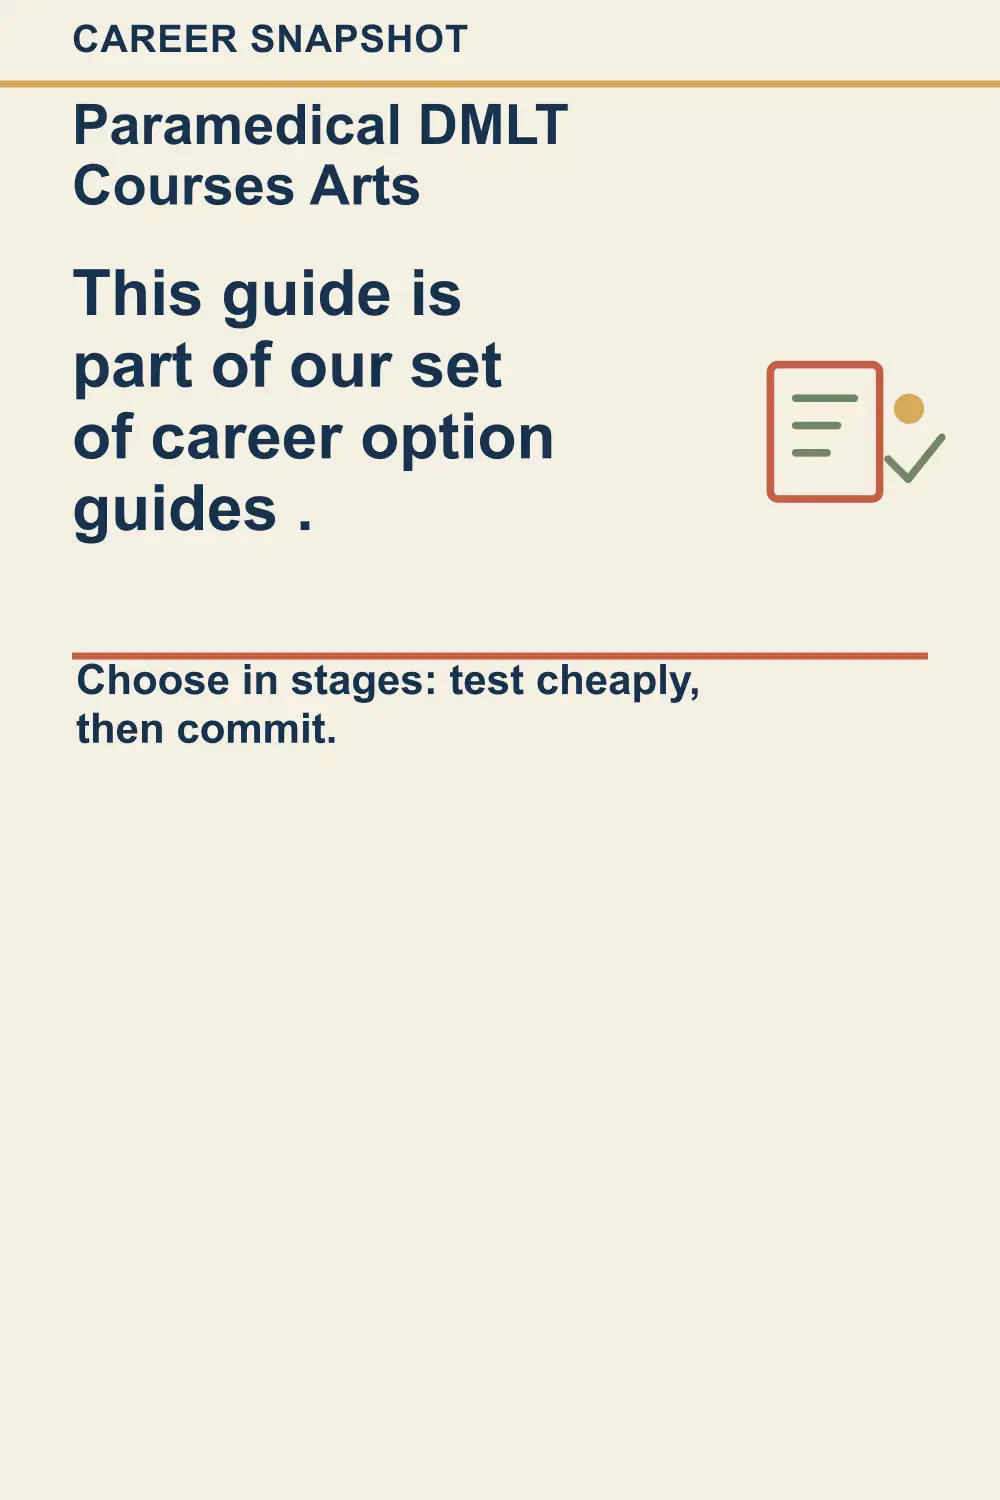 CAREER SNAPSHOT
Paramedical DMLT
Courses Arts
This guide is
part of our set
of career option
guides .
Choose in stages: test cheaply,
then commit.